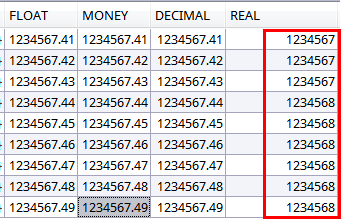 FLOAT MONEY DECIMAL REAL
1234567.41 1234567.41 1234567.41 1234567
1234567.42 1234567.42 1234567.42 1234567
1234567.43 1234567.43 1234567.43 1234567
1234567.44 1234567.44 1234567.44 1234568
1234567.45 1234567.45 1234567.45 1234568
1234567.46 1234567.46 1234567.46 1234568
1234567.47 1234567.47 1234567.47 1234568
1234567.48 1234567.48 1234567.48 1234568
1234567.49 1234567.49 1234567.49 1234568